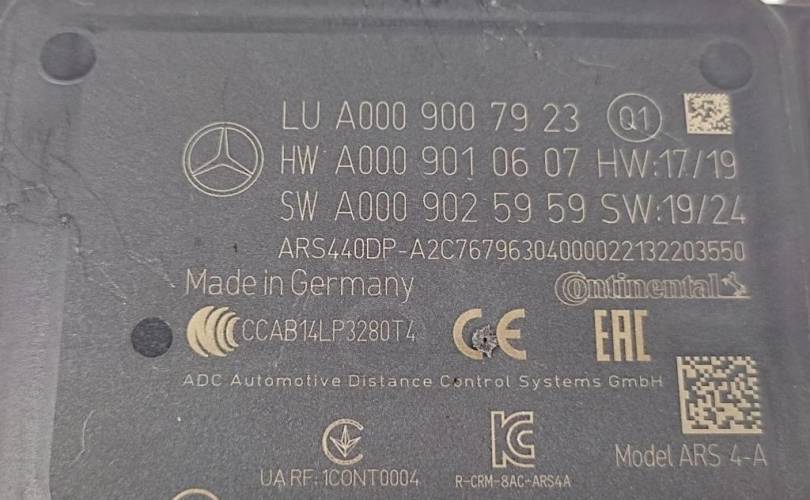 LU A000 900 79 23 Q1
HW A000 901 06 07 HW:17/19
SW A000 902 59 59 SW:19/24
ARS440DP-A2C76796304000022132203550
Made in Germany Continental
CCCAB14LP3280T4 CE EAC
ADC Automotive Distance Control Systems GmbH
Model ARS 4-A
UA RF: 1CONT0004 R-CRM-8AC-ARS4A